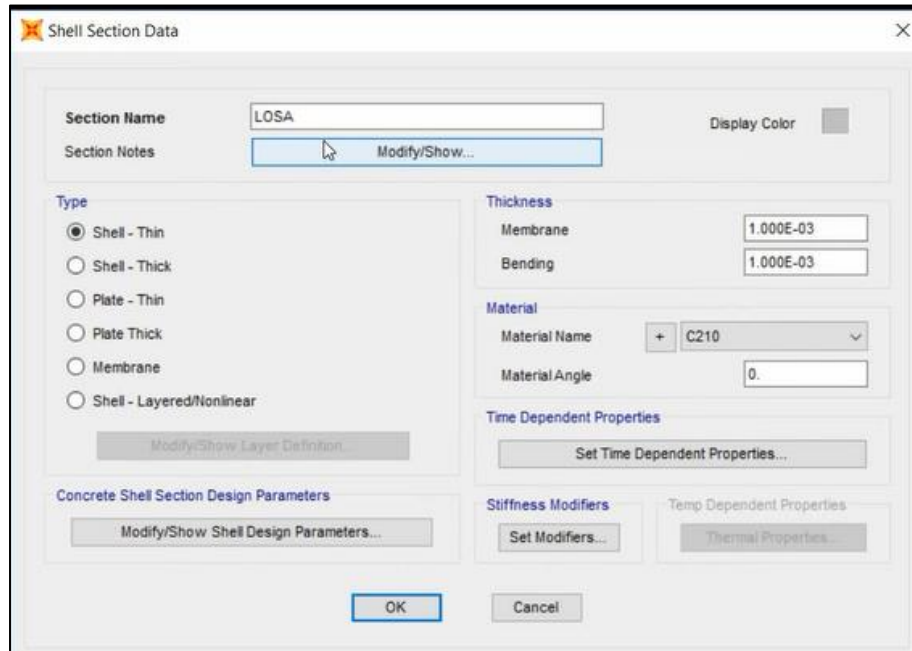 Shell Section Data
Section Name
LOSA
Display Color
Section Notes
Modify/Show...
Type
Shell - Thin
Shell - Thick
Plate - Thin
Plate Thick
Membrane
Shell - Layered/Nonlinear
Modify/Show Layer Definition...
Concrete Shell Section Design Parameters
Modify/Show Shell Design Parameters...
Thickness
Membrane
1.000E-03
Bending
1.000E-03
Material
Material Name
+
C210
Material Angle
0.
Time Dependent Properties
Set Time Dependent Properties...
Stiffness Modifiers
Set Modifiers...
Temp Dependent Properties
Thermal Properties...
OK
Cancel